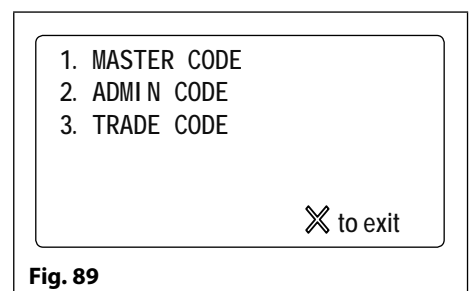 1. MASTER CODE
2. ADMIN CODE
3. TRADE CODE
X to exit
Fig. 89